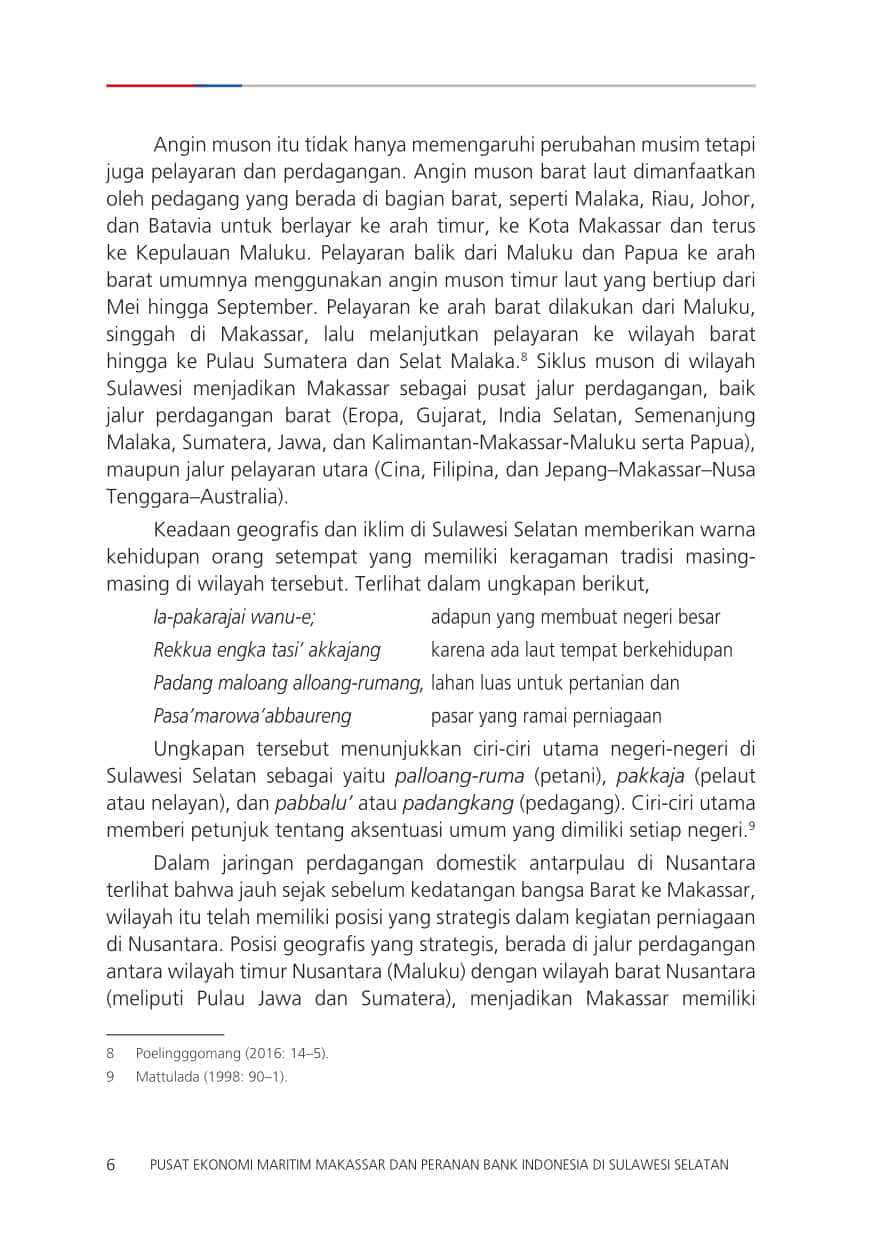 Angin muson itu tidak hanya memengaruhi perubahan musim tetapi
juga pelayaran dan perdagangan. Angin muson barat laut dimanfaatkan
oleh pedagang yang berada di bagian barat, seperti Malaka, Riau, Johor,
dan Batavia untuk berlayar ke arah timur, ke Kota Makassar dan terus
ke Kepulauan Maluku. Pelayaran balik dari Maluku dan Papua ke arah
barat umumnya menggunakan angin muson timur laut yang bertiup dari
Mei hingga September. Pelayaran ke arah barat dilakukan dari Maluku,
singgah di Makassar, lalu melanjutkan pelayaran ke wilayah barat
hingga ke Pulau Sumatera dan Selat Malaka.⁸ Siklus muson di wilayah
Sulawesi menjadikan Makassar sebagai pusat jalur perdagangan, baik
jalur perdagangan barat (Eropa, Gujarat, India Selatan, Semenanjung
Malaka, Sumatera, Jawa, dan Kalimantan-Makassar-Maluku serta Papua),
maupun jalur pelayaran utara (Cina, Filipina, dan Jepang–Makassar–Nusa
Tenggara–Australia).
Keadaan geografis dan iklim di Sulawesi Selatan memberikan warna
kehidupan orang setempat yang memiliki keragaman tradisi masing-
masing di wilayah tersebut. Terlihat dalam ungkapan berikut,
Ia-pakarajai wanu-e; adapun yang membuat negeri besar
Rekkua engka tasi’ akkajang karena ada laut tempat berkehidupan
Padang maloang alloang-rumang, lahan luas untuk pertanian dan
Pasa’marowa’abbaureng pasar yang ramai perniagaan
Ungkapan tersebut menunjukkan ciri-ciri utama negeri-negeri di
Sulawesi Selatan sebagai yaitu palloang-ruma (petani), pakkaja (pelaut
atau nelayan), dan pabbalu’ atau padangkang (pedagang). Ciri-ciri utama
memberi petunjuk tentang aksentuasi umum yang dimiliki setiap negeri.⁹
Dalam jaringan perdagangan domestik antarpulau di Nusantara
terlihat bahwa jauh sejak sebelum kedatangan bangsa Barat ke Makassar,
wilayah itu telah memiliki posisi yang strategis dalam kegiatan perniagaan
di Nusantara. Posisi geografis yang strategis, berada di jalur perdagangan
antara wilayah timur Nusantara (Maluku) dengan wilayah barat Nusantara
(meliputi Pulau Jawa dan Sumatera), menjadikan Makassar memiliki
8 Poelingggomang (2016: 14–5).
9 Mattulada (1998: 90–1).
6 PUSAT EKONOMI MARITIM MAKASSAR DAN PERANAN BANK INDONESIA DI SULAWESI SELATAN